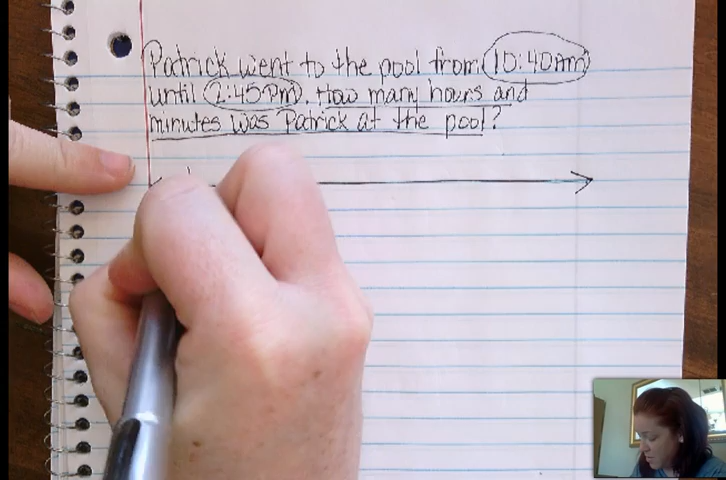 Patrick went to the pool from 10:40Am
until 2:45Pm. How many hours and
minutes was Patrick at the pool?